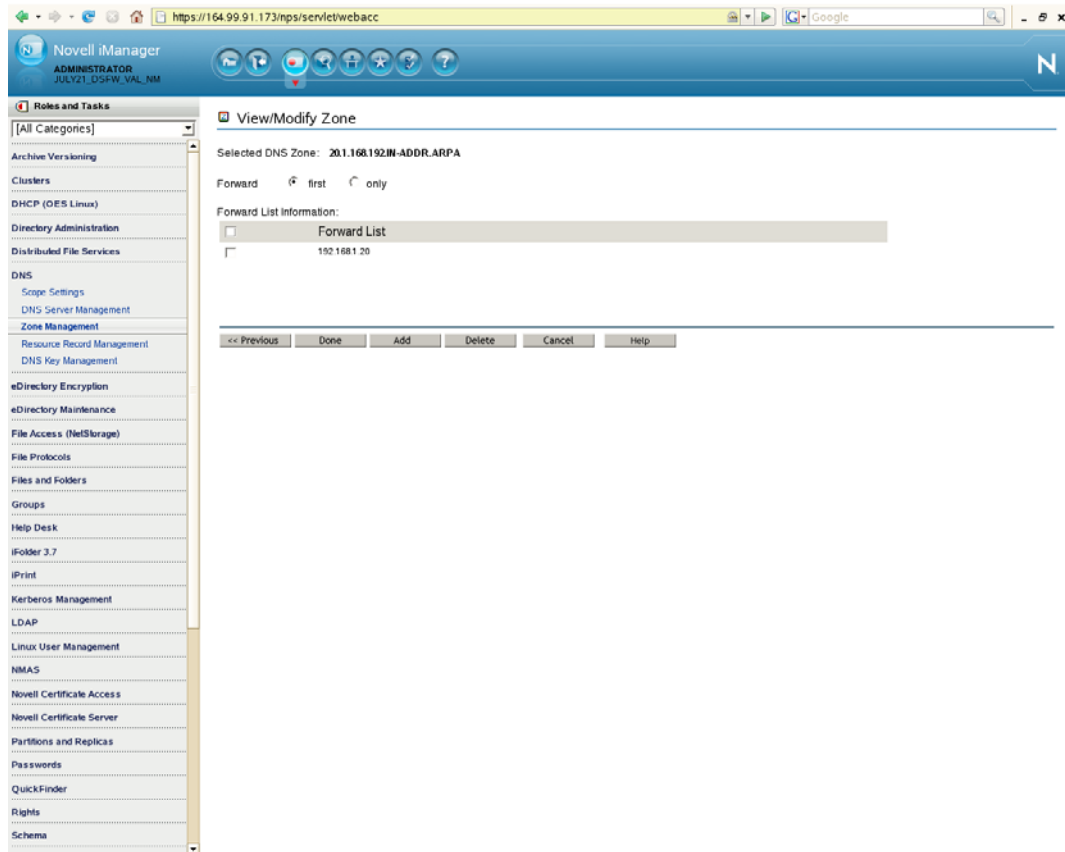 https://164.99.91.173/nps/servlet/webacc
G Google
Novell iManager
ADMINISTRATOR
JULY21_DSFW_VAL_NM
N
Roles and Tasks
[All Categories]
Archive Versioning
Clusters
DHCP (OES Linux)
Directory Administration
Distributed File Services
DNS
Scope Settings
DNS Server Management
Zone Management
Resource Record Management
DNS Key Management
eDirectory Encryption
eDirectory Maintenance
File Access (NetStorage)
File Protocols
Files and Folders
Groups
Help Desk
iFolder 3.7
iPrint
Kerberos Management
LDAP
Linux User Management
NMAS
Novell Certificate Access
Novell Certificate Server
Partitions and Replicas
Passwords
QuickFinder
Rights
Schema
View/Modify Zone
Selected DNS Zone: 20.1.168.192.IN-ADDR.ARPA
Forward first only
Forward List Information:
Forward List
192.168.1.20
<< Previous Done Add Delete Cancel Help